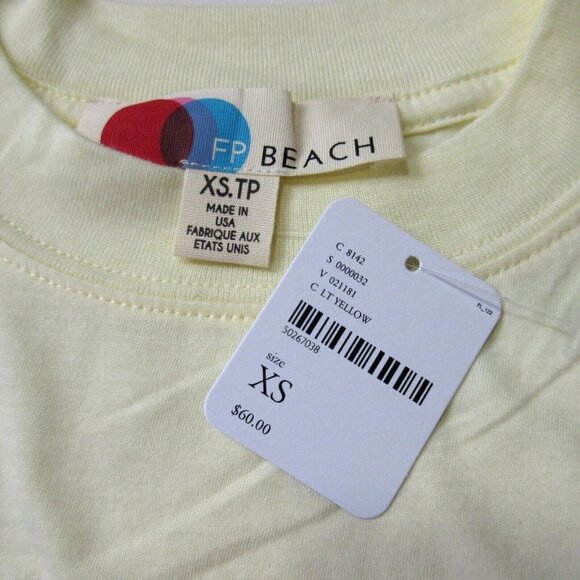 FP BEACH
XS.TP
MADE IN
USA
FABRIQUE AUX
ETATS UNIS
C 8142
S 0000032
V 021181
C LT YELLOW
50267038
size
XS
$60.00
FL_122